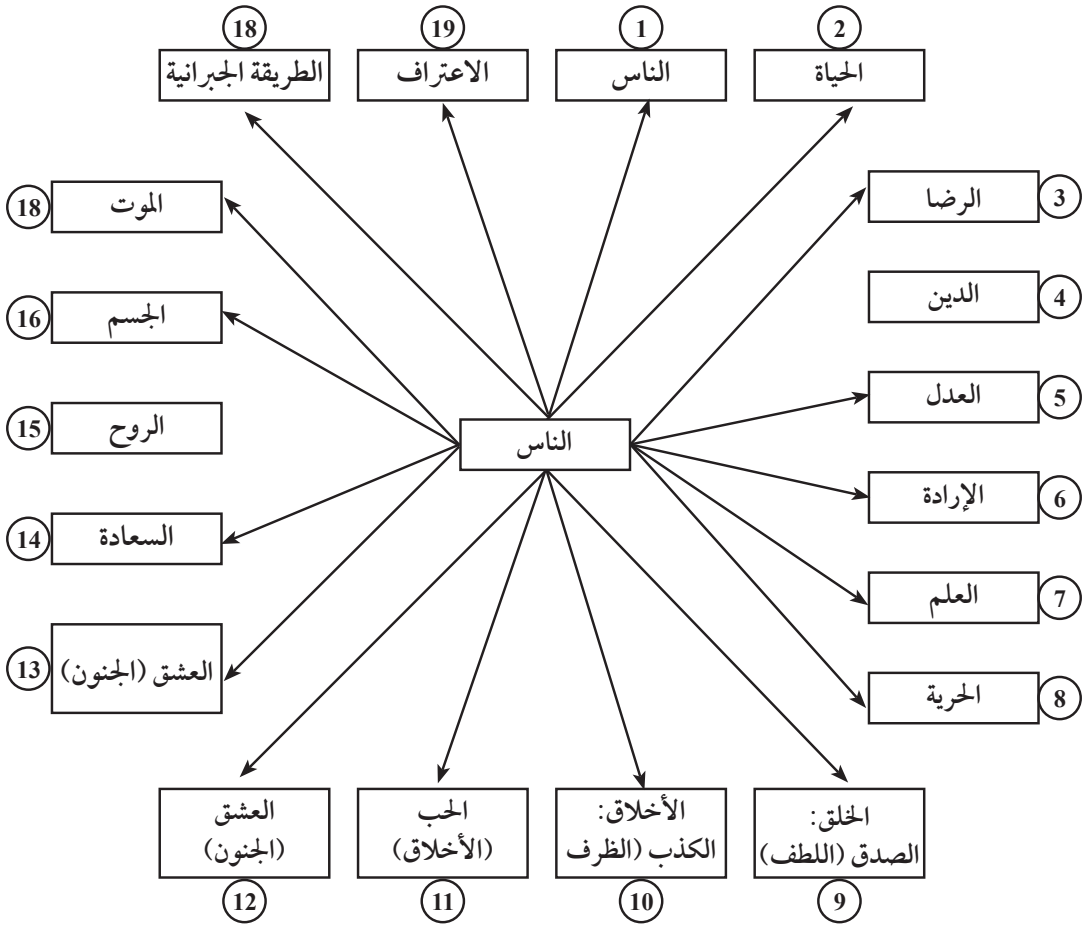 18
19
1
2
الطريقة الجبرانية
الاعتراف
الناس
الحياة
3
الرضا
4
الدين
5
العدل
6
الإرادة
7
العلم
8
الحرية
الناس
18
الموت
16
الجسم
15
الروح
14
السعادة
13
العشق (الجنون)
الخلق:
الصدق (اللطف)
9
الأخلاق:
الكذب (الظرف
10
الحب
(الأخلاق)
11
العشق
(الجنون)
12